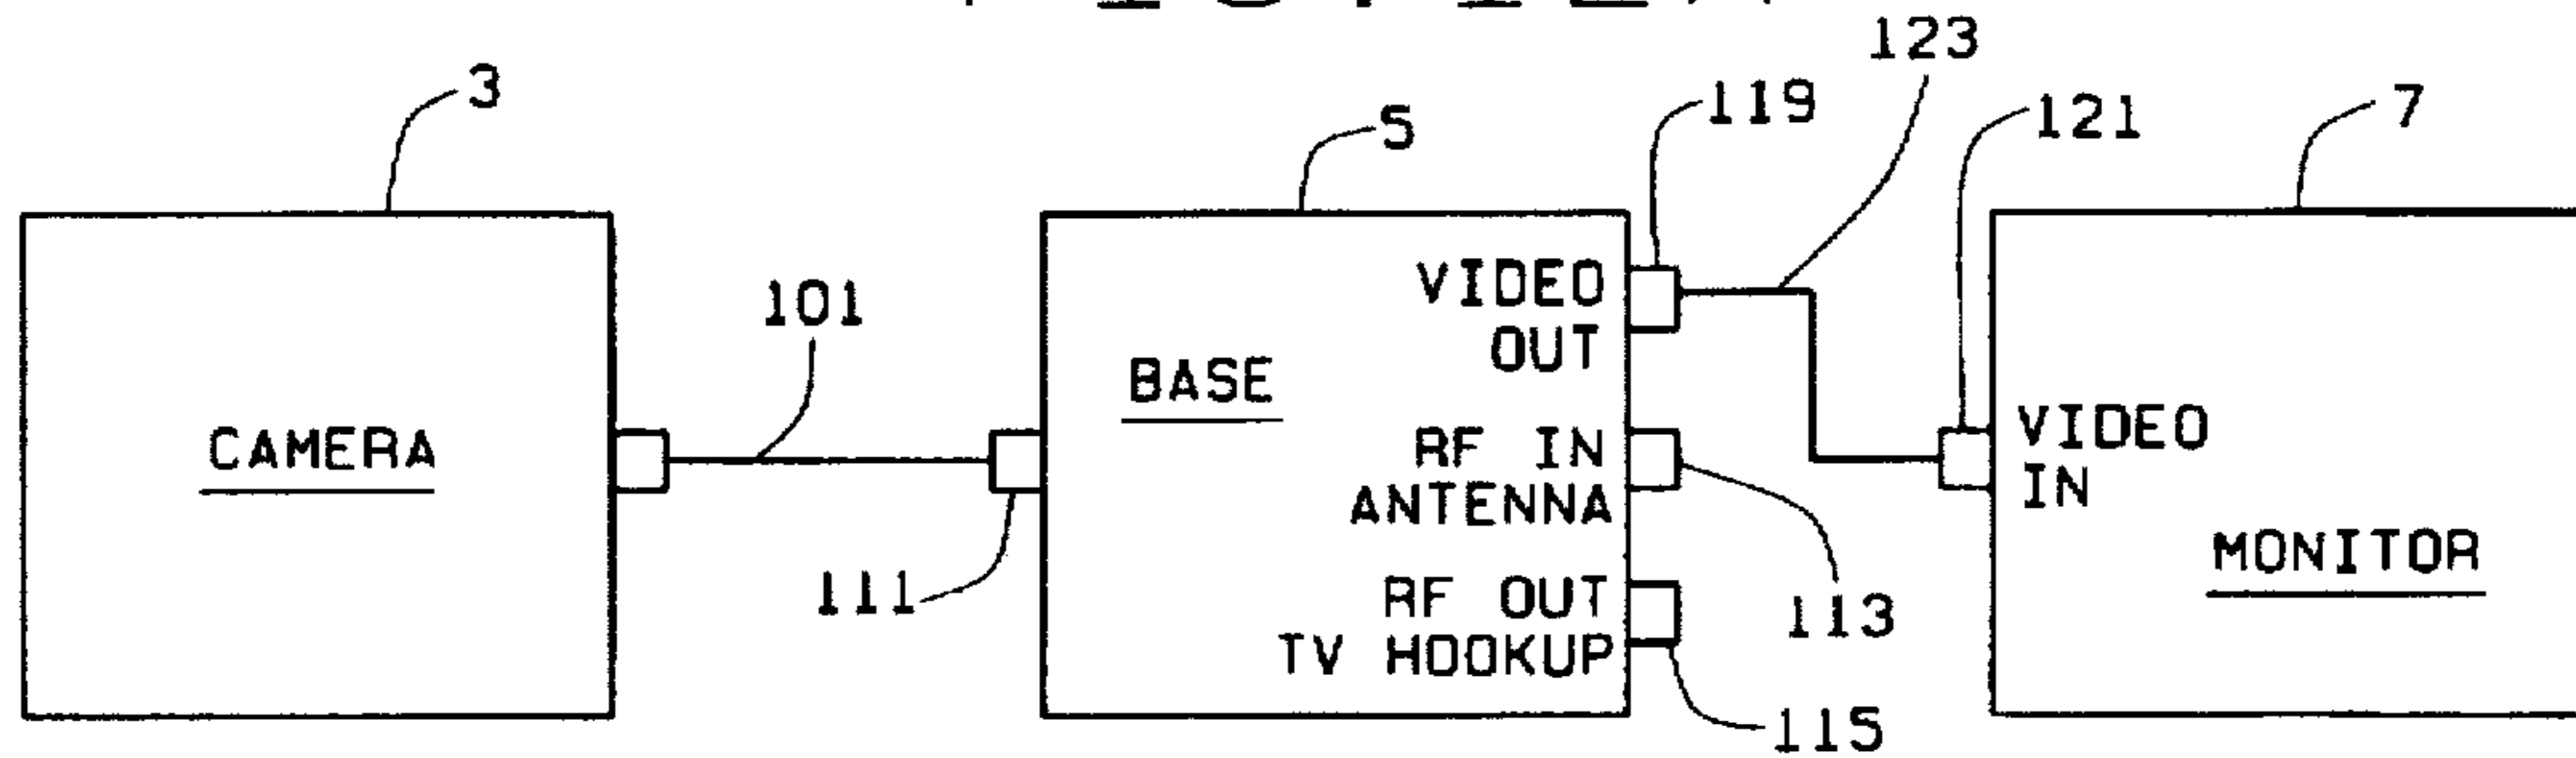 123
3
119
7
5
121
VIDEO
OUT
101
BASE
VIDEO
IN
CAMERA
RF IN
ANTENNA
MONITOR
111
RF OUT
TV HOOKUP
113
115